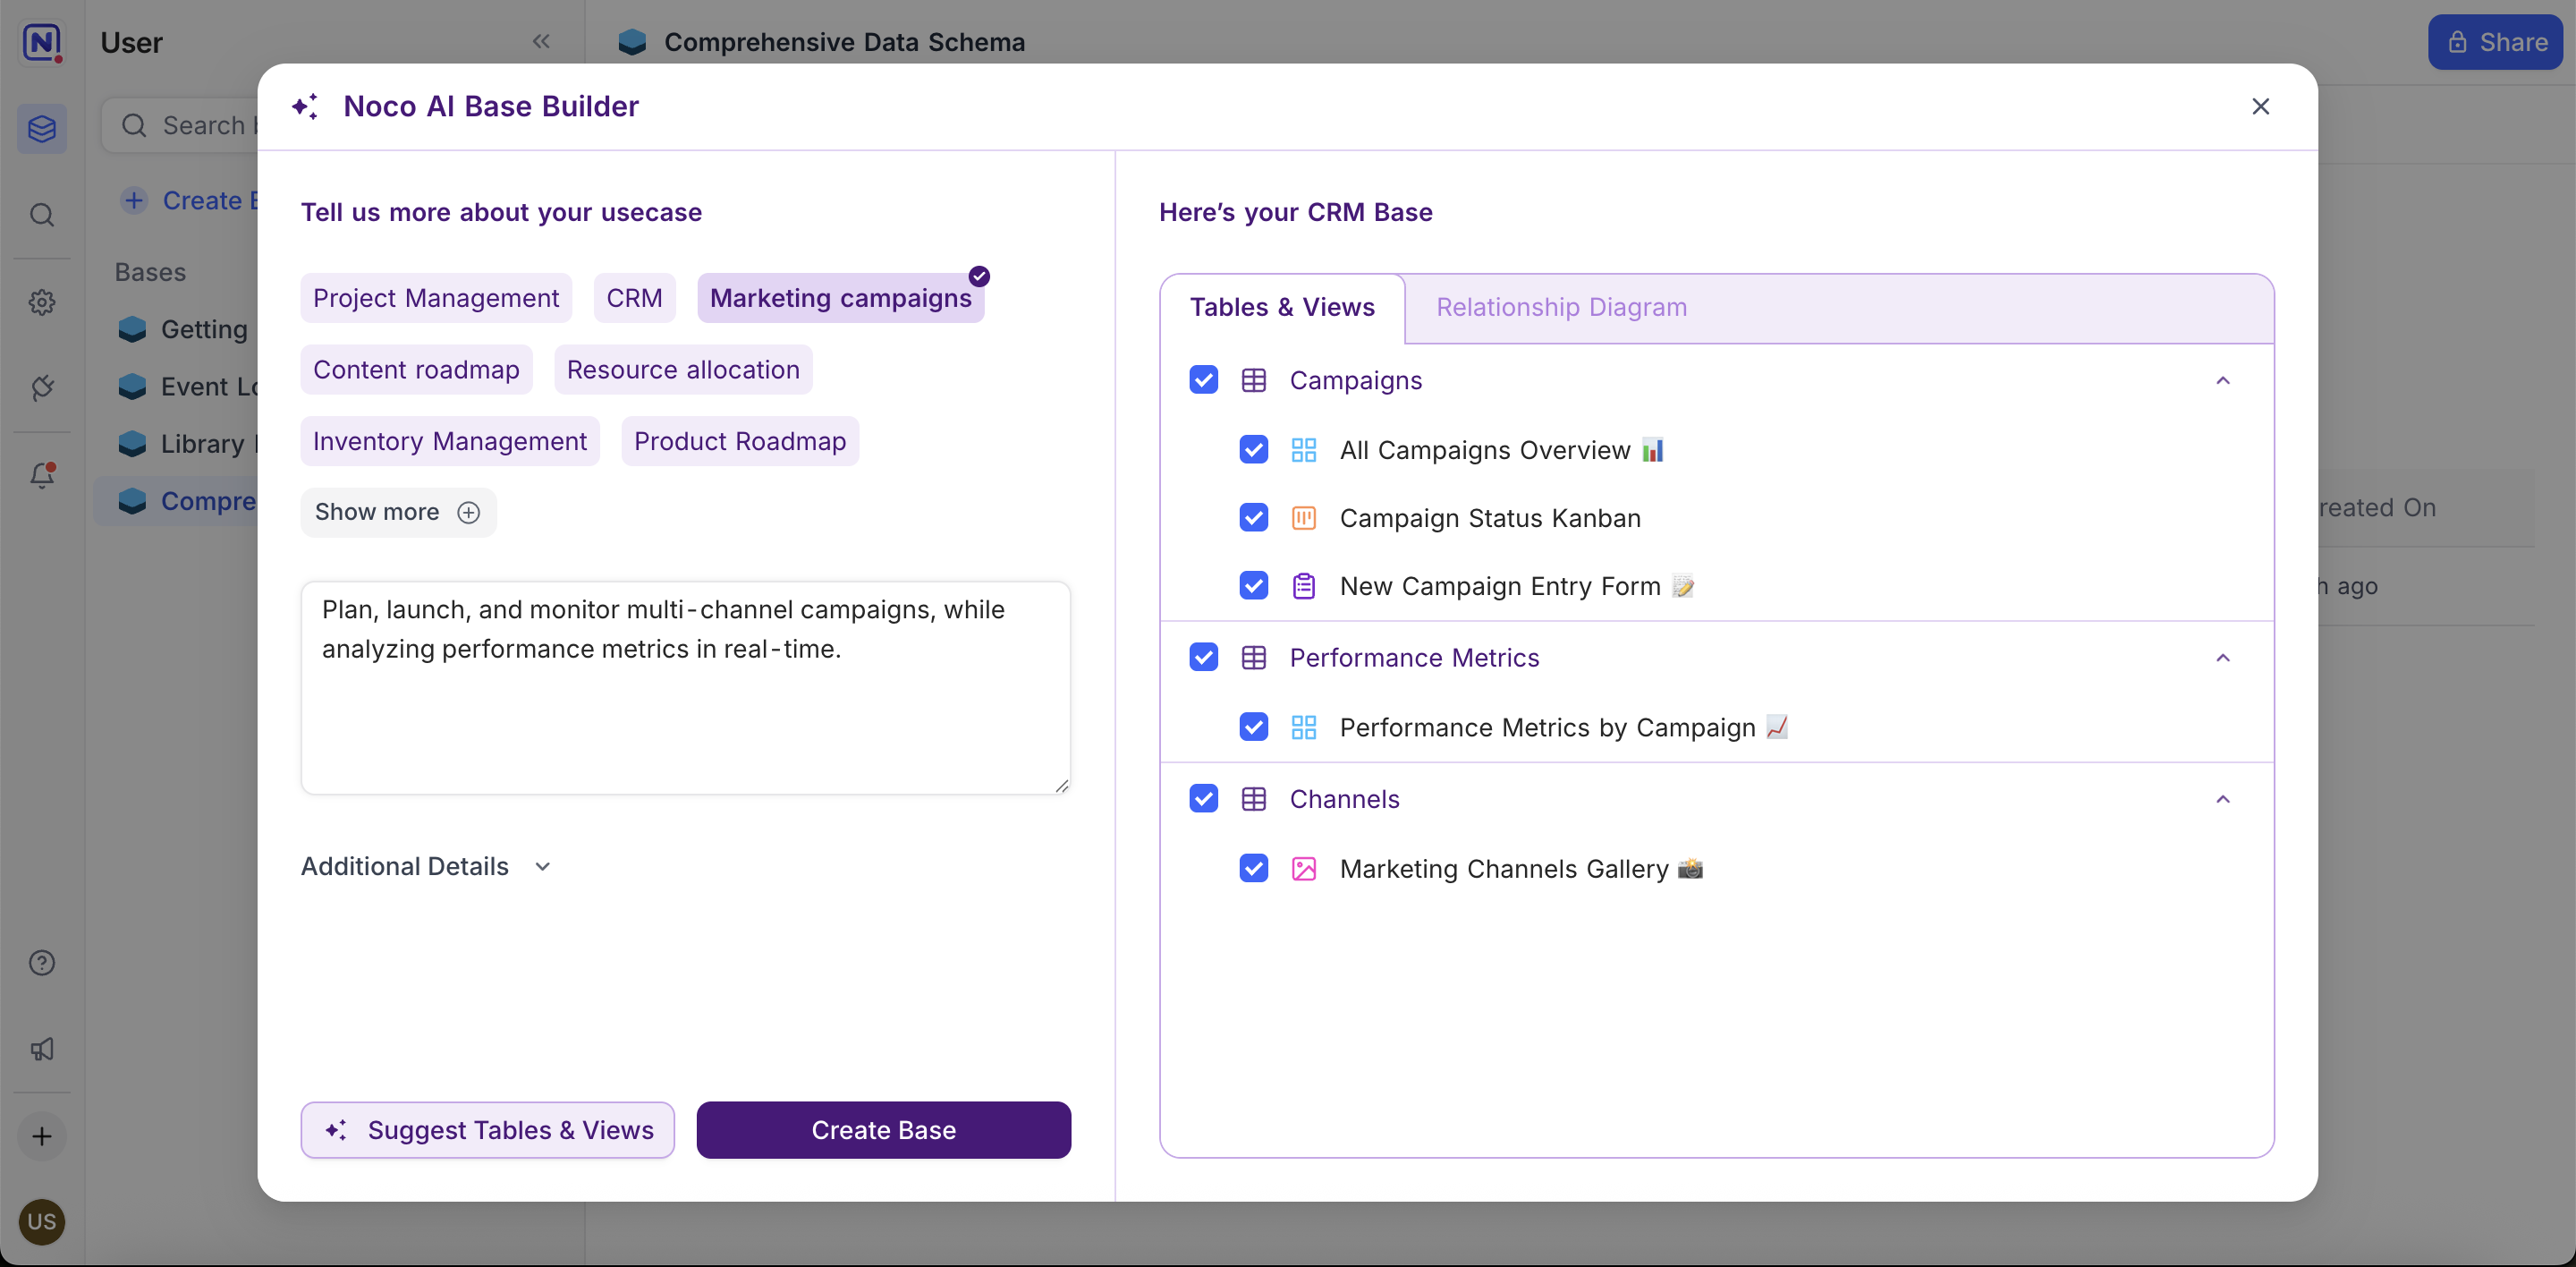 User
Comprehensive Data Schema
Share
Search
Create
Bases
Getting
Event
Library
Noco AI Base Builder
Tell us more about your usecase
Project Management
CRM
Marketing campaigns
Content roadmap
Resource allocation
Inventory Management
Product Roadmap
Show more
Plan, launch, and monitor multi-channel campaigns, while
analyzing performance metrics in real-time.
Additional Details
Suggest Tables & Views
Create Base
Here’s your CRM Base
Tables & Views
Relationship Diagram
Campaigns
All Campaigns Overview
Campaign Status Kanban
New Campaign Entry Form
Performance Metrics
Performance Metrics by Campaign
Channels
Marketing Channels Gallery
On
ago
US